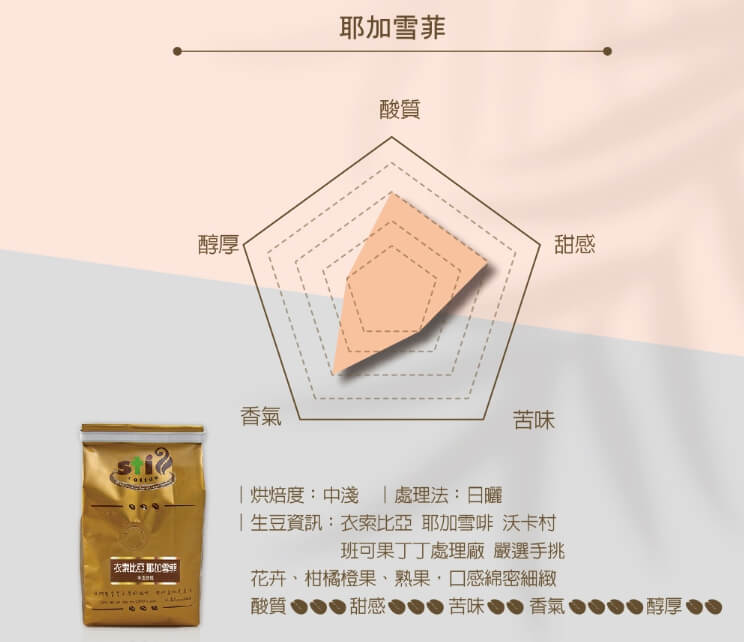 耶加雪菲
酸質
醇厚
甜感
香氣
苦味
sti
COFFEE
衣索比亞 耶加雪菲
|烘焙度：中淺 |處理法：日曬
|生豆資訊：衣索比亞 耶加雪啡 沃卡村
班可果丁丁處理廠 嚴選手挑
花卉、柑橘橙果、熟果，口感綿密細緻
酸質 甜感 苦味 香氣 醇厚